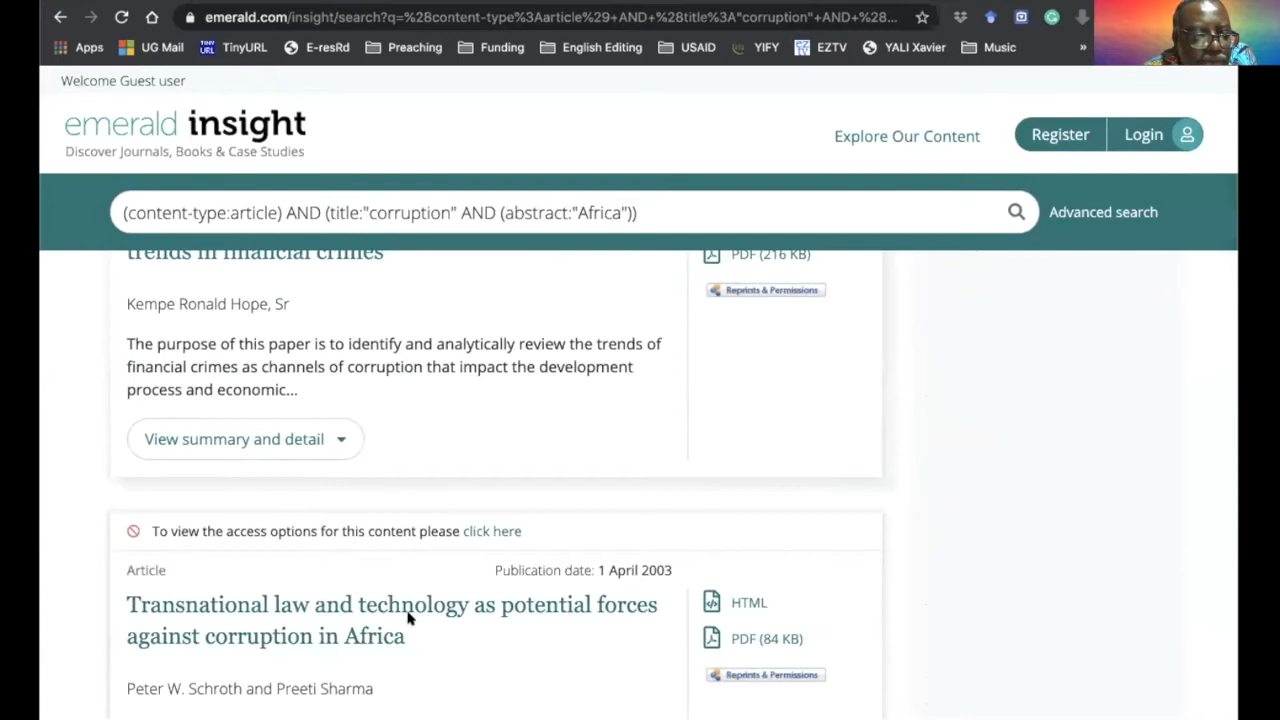 emerald.com/insight/search?q=%28content-type%3Aarticle%29+AND+%28title%3A"corruption"+AND+%28...
Apps UG Mail TINY URL TinyURL E-resRd Preaching Funding English Editing USAID YIFY EZTV YALI Xavier Music »
Welcome Guest user
emerald insight
Discover Journals, Books & Case Studies
Explore Our Content
Register Login
(content-type:article) AND (title:"corruption" AND (abstract:"Africa"))
Advanced search
trends in financial crimes
PDF (216 KB)
Reprints & Permissions
Kempe Ronald Hope, Sr
The purpose of this paper is to identify and analytically review the trends of
financial crimes as channels of corruption that impact the development
process and economic...
View summary and detail
To view the access options for this content please click here
Article Publication date: 1 April 2003
Transnational law and technology as potential forces
against corruption in Africa
HTML
PDF (84 KB)
Reprints & Permissions
Peter W. Schroth and Preeti Sharma